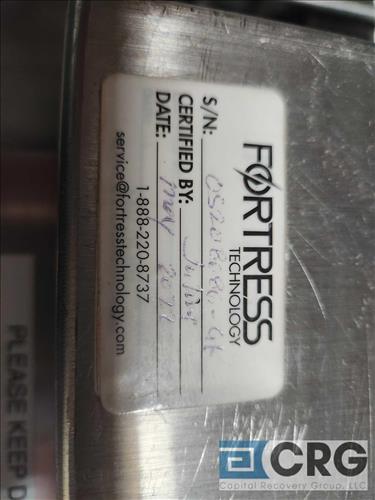 FORTRESS
TECHNOLOGY
S/N:
CERTIFIED BY:
DATE: May
1-888-220-8737
service@fortresstechnology.com
PLEASE KEEP
CRG
Capital Recovery Group, LLC